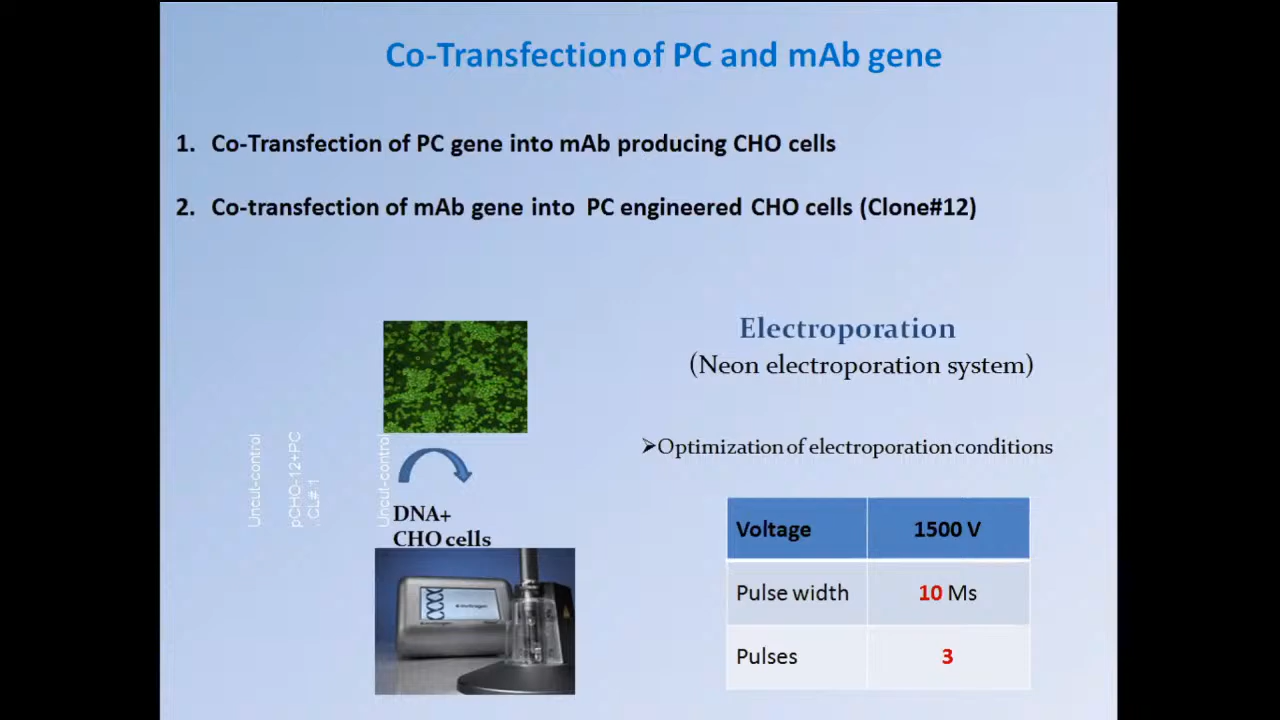 Co-Transfection of PC and mAb gene
1. Co-Transfection of PC gene into mAb producing CHO cells
2. Co-transfection of mAb gene into PC engineered CHO cells (Clone#12)
Electroporation
(Neon electroporation system)
➢Optimization of electroporation conditions
Uncut-control
pCHO-12+PC
.CL#.1
Uncut-control
DNA+
CHO cells
Voltage 1500 V
Pulse width 10 Ms
Pulses 3